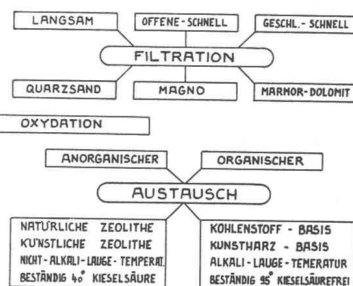 LANGSAM OFFENE-SCHNELL GESCHL.-SCHNELL
FILTRATION
QUARZSAND MAGNO MARMOR-DOLOMIT
OXYDATION
ANORGANISCHER ORGANISCHER
AUSTAUSCH
NATÜRLICHE ZEOLITHE
KÜNSTLICHE ZEOLITHE
NICHT-ALKALI-LAUGE-TEMPERAT.
BESTÄNDIG 40° KIESELSÄURE
KOHLENSTOFF - BASIS
KUNSTHARZ - BASIS
ALKALI-LAUGE-TEMERATUR
BESTÄNDIG 95° KIESELSÄUREFREI